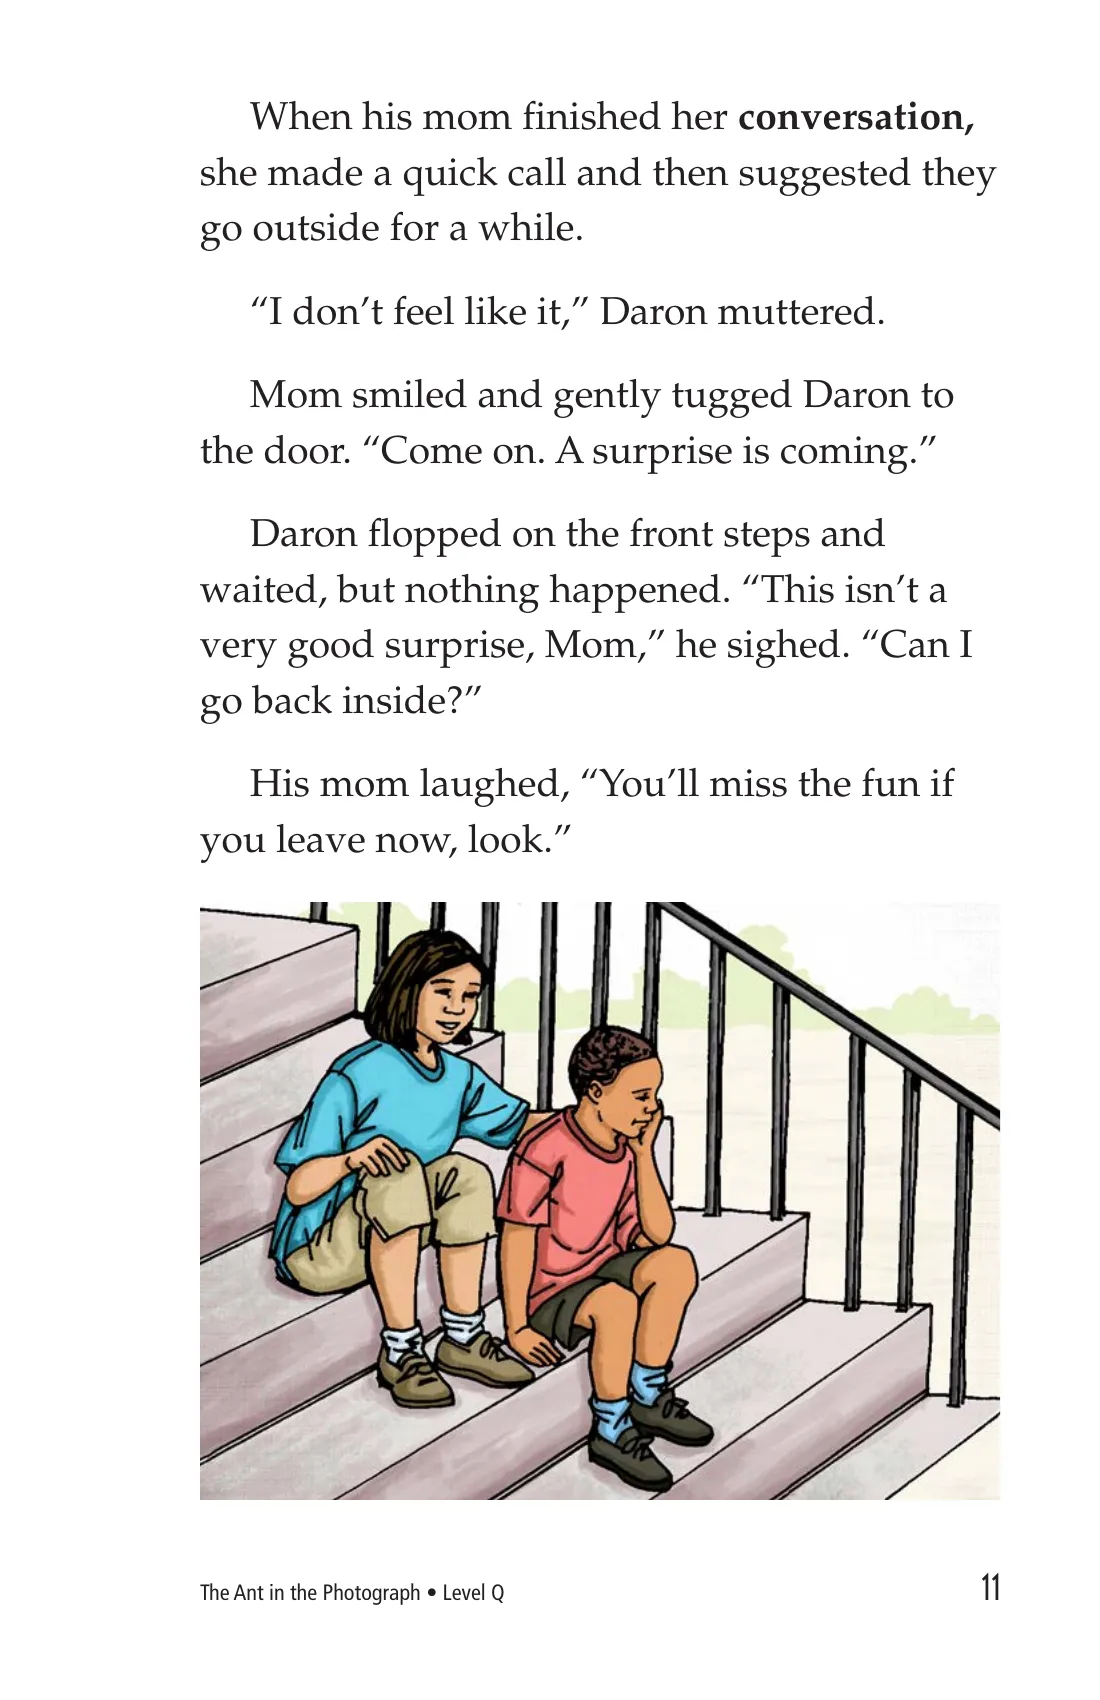 When his mom finished her conversation,
she made a quick call and then suggested they
go outside for a while.
“I don’t feel like it,” Daron muttered.
Mom smiled and gently tugged Daron to
the door. “Come on. A surprise is coming.”
Daron flopped on the front steps and
waited, but nothing happened. “This isn’t a
very good surprise, Mom,” he sighed. “Can I
go back inside?”
His mom laughed, “You’ll miss the fun if
you leave now, look.”
The Ant in the Photograph • Level Q
11